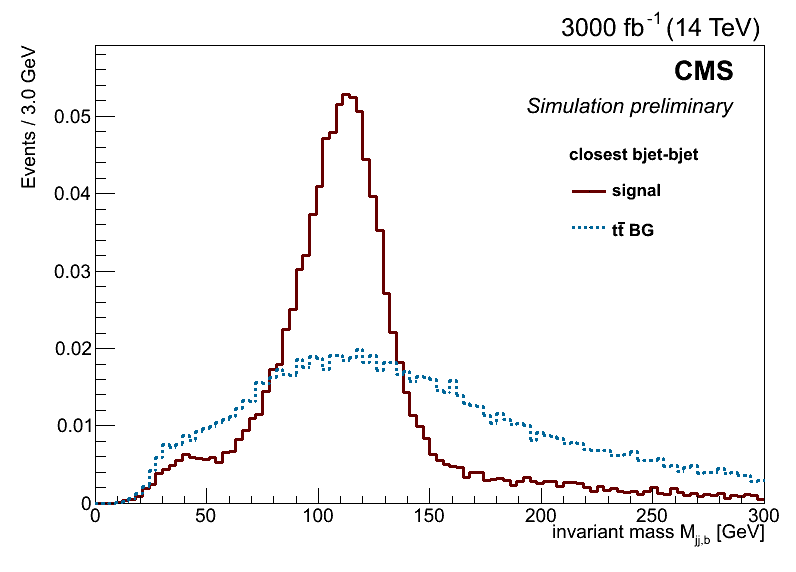 3000 fb⁻¹ (14 TeV)
CMS
Simulation preliminary
closest bjet-bjet
signal
tt̄ BG
Events / 3.0 GeV
0.05
0.04
0.03
0.02
0.01
0
0 50 100 150 200 250 300
invariant mass M_jj,b [GeV]